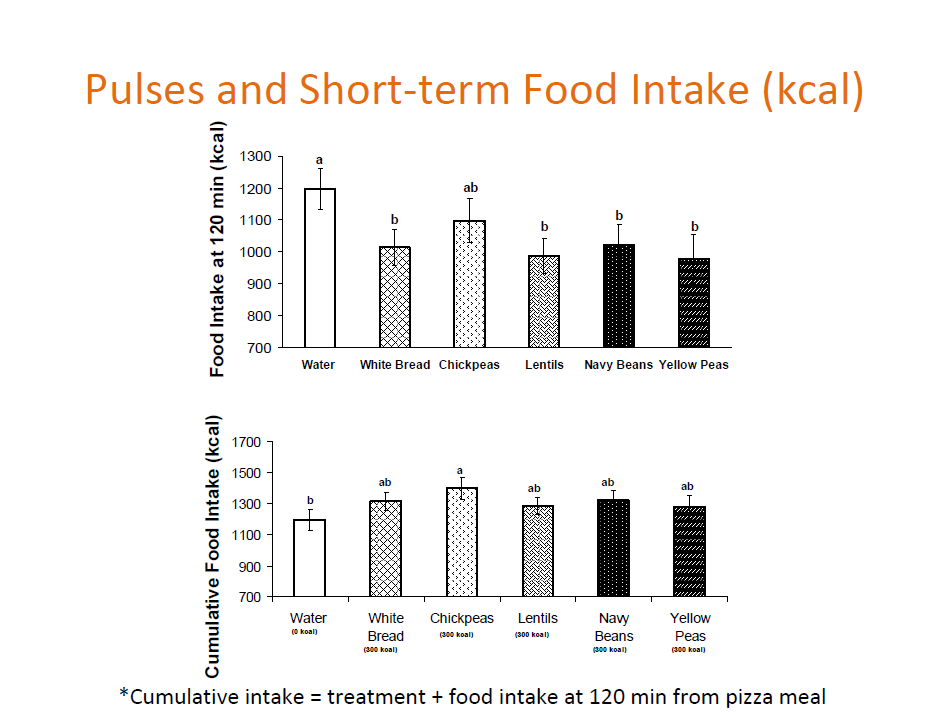 Pulses and Short-term Food Intake (kcal)
Food Intake at 120 min (kcal)
1300
1200
1100
1000
900
800
700
a
b
ab
b
b
b
Water White Bread Chickpeas Lentils Navy Beans Yellow Peas
Cumulative Food Intake (kcal)
1700
1500
1300
1100
900
700
b
ab
a
ab
ab
ab
Water
(0 kcal)
White
Bread
(300 kcal)
Chickpeas
(300 kcal)
Lentils
(300 kcal)
Navy
Beans
(300 kcal)
Yellow
Peas
(300 kcal)
*Cumulative intake = treatment + food intake at 120 min from pizza meal